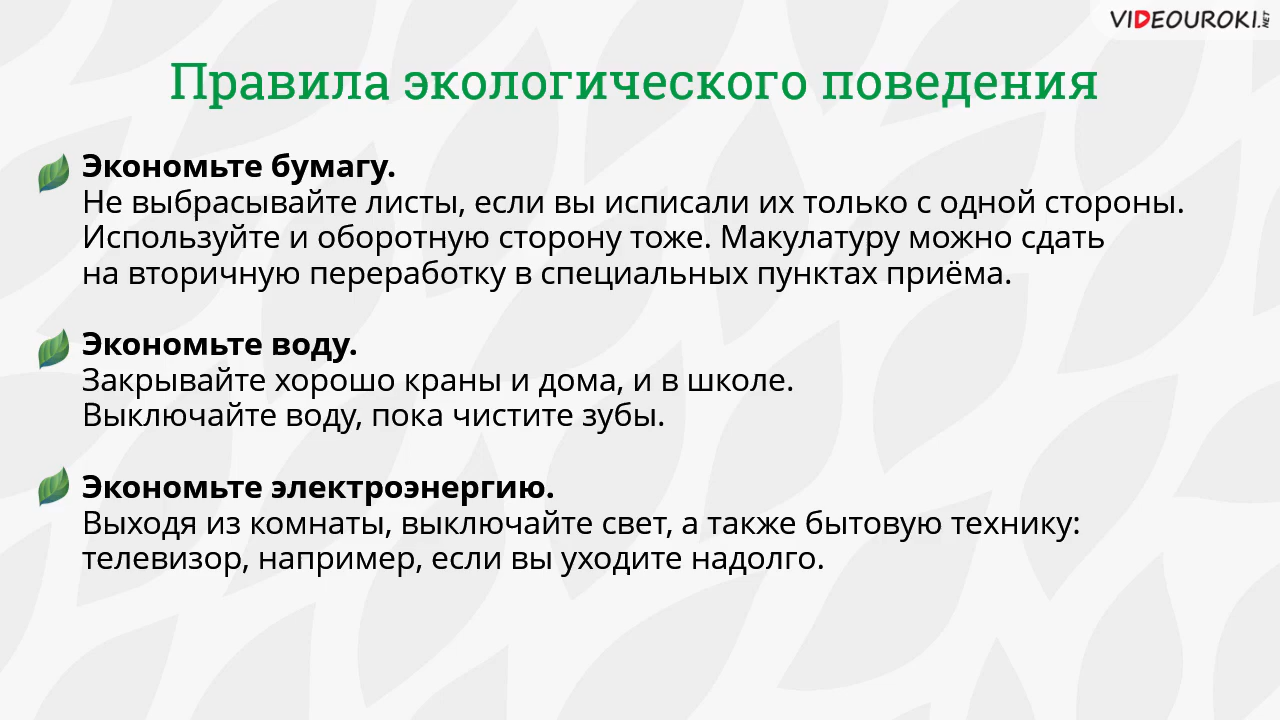 VIDEOUROKI.NET
Правила экологического поведения
Экономьте бумагу.
Не выбрасывайте листы, если вы исписали их только с одной стороны.
Используйте и оборотную сторону тоже. Макулатуру можно сдать
на вторичную переработку в специальных пунктах приёма.
Экономьте воду.
Закрывайте хорошо краны и дома, и в школе.
Выключайте воду, пока чистите зубы.
Экономьте электроэнергию.
Выходя из комнаты, выключайте свет, а также бытовую технику:
телевизор, например, если вы уходите надолго.